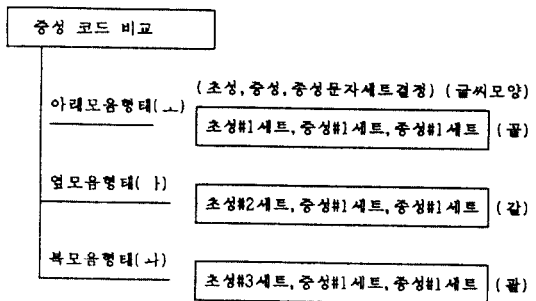 중성 코드 비교
(초성,중성,종성문자세트결정) (글씨모양)
아래모음형태(ㅗ)
초성#1세트,중성#1세트,종성#1세트 (골)
옆모음형태(ㅏ)
초성#2세트,중성#1세트,종성#1세트 (갈)
복모음형태(ㅘ)
초성#3세트,중성#1세트,종성#1세트 (괄)